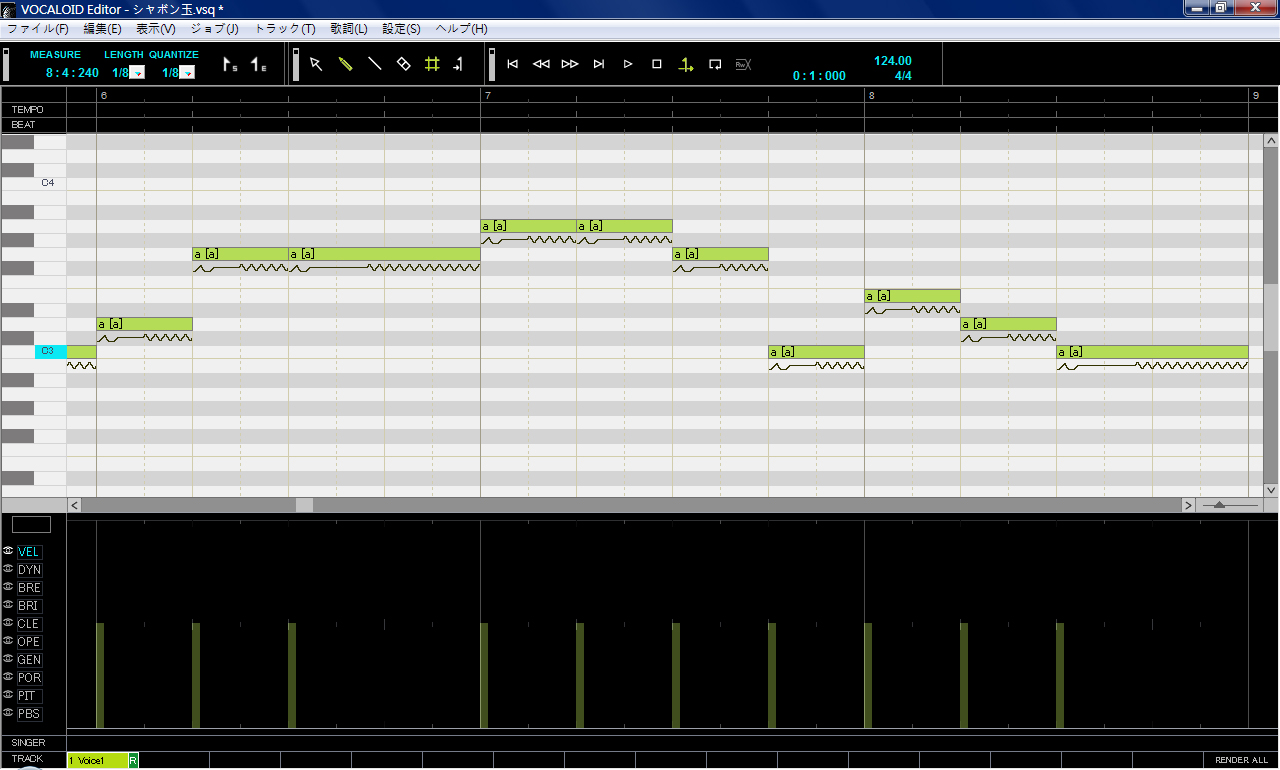 VOCALOID Editor - シャボン玉.vsq *
ファイル(F) 編集(E) 表示(V) ジョブ(J) トラック(T) 歌詞(L) 設定(S) ヘルプ(H)
MEASURE LENGTH QUANTIZE
8 : 4 : 240 1/8 1/8
S E
0 : 1 : 000
124.00
4/4
6 7 8 9
TEMPO
BEAT
C4
a [a] a [a]
a [a] a [a] a [a]
a [a]
a [a] a [a]
C3 a [a] a [a]
VEL
DYN
BRE
BRI
CLE
OPE
GEN
POR
PIT
PBS
SINGER
TRACK 1 Voice1 R RENDER ALL